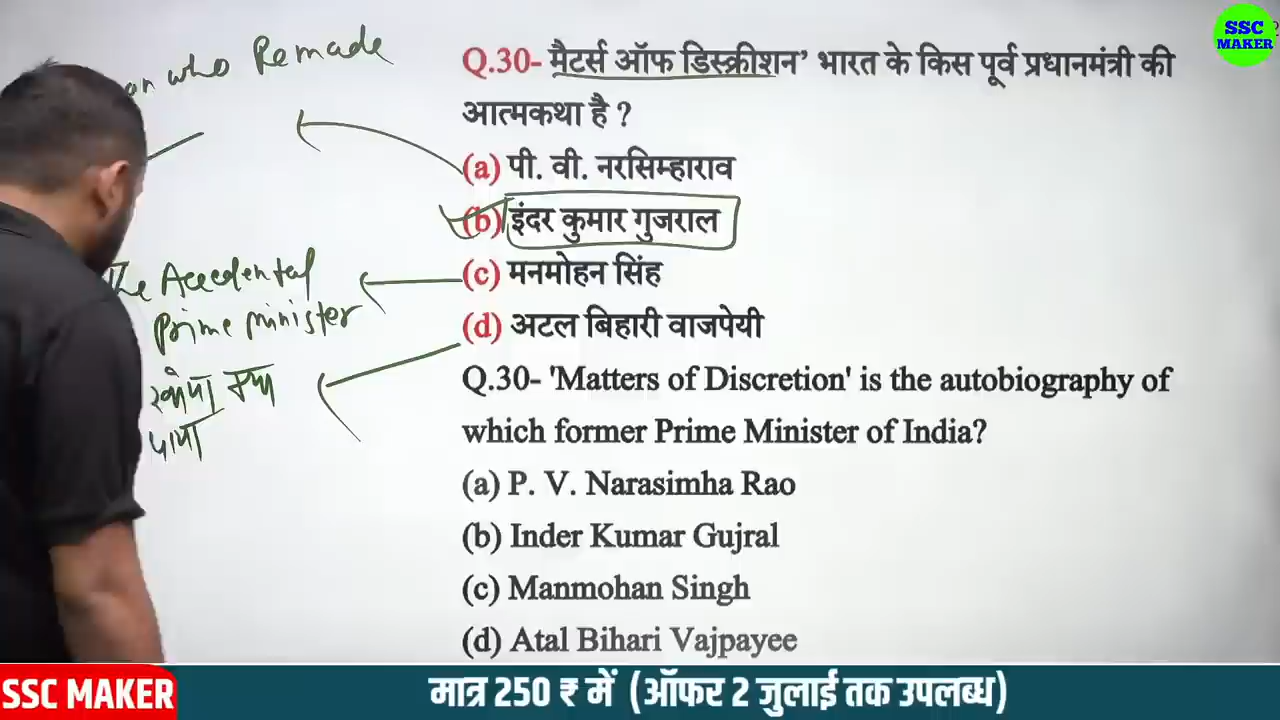 SSC
MAKER
who Remade
Q.30- मैटर्स ऑफ डिस्क्रीशन’ भारत के किस पूर्व प्रधानमंत्री की
आत्मकथा है ?
(a) पी. वी. नरसिम्हाराव
(b) इंदर कुमार गुजराल
(c) मनमोहन सिंह
(d) अटल बिहारी वाजपेयी
The Accedental
Prime minister
पाया
Q.30- 'Matters of Discretion' is the autobiography of
which former Prime Minister of India?
(a) P. V. Narasimha Rao
(b) Inder Kumar Gujral
(c) Manmohan Singh
(d) Atal Bihari Vajpayee
SSC MAKER
मात्र 250 ₹ में (ऑफर 2 जुलाई तक उपलब्ध)